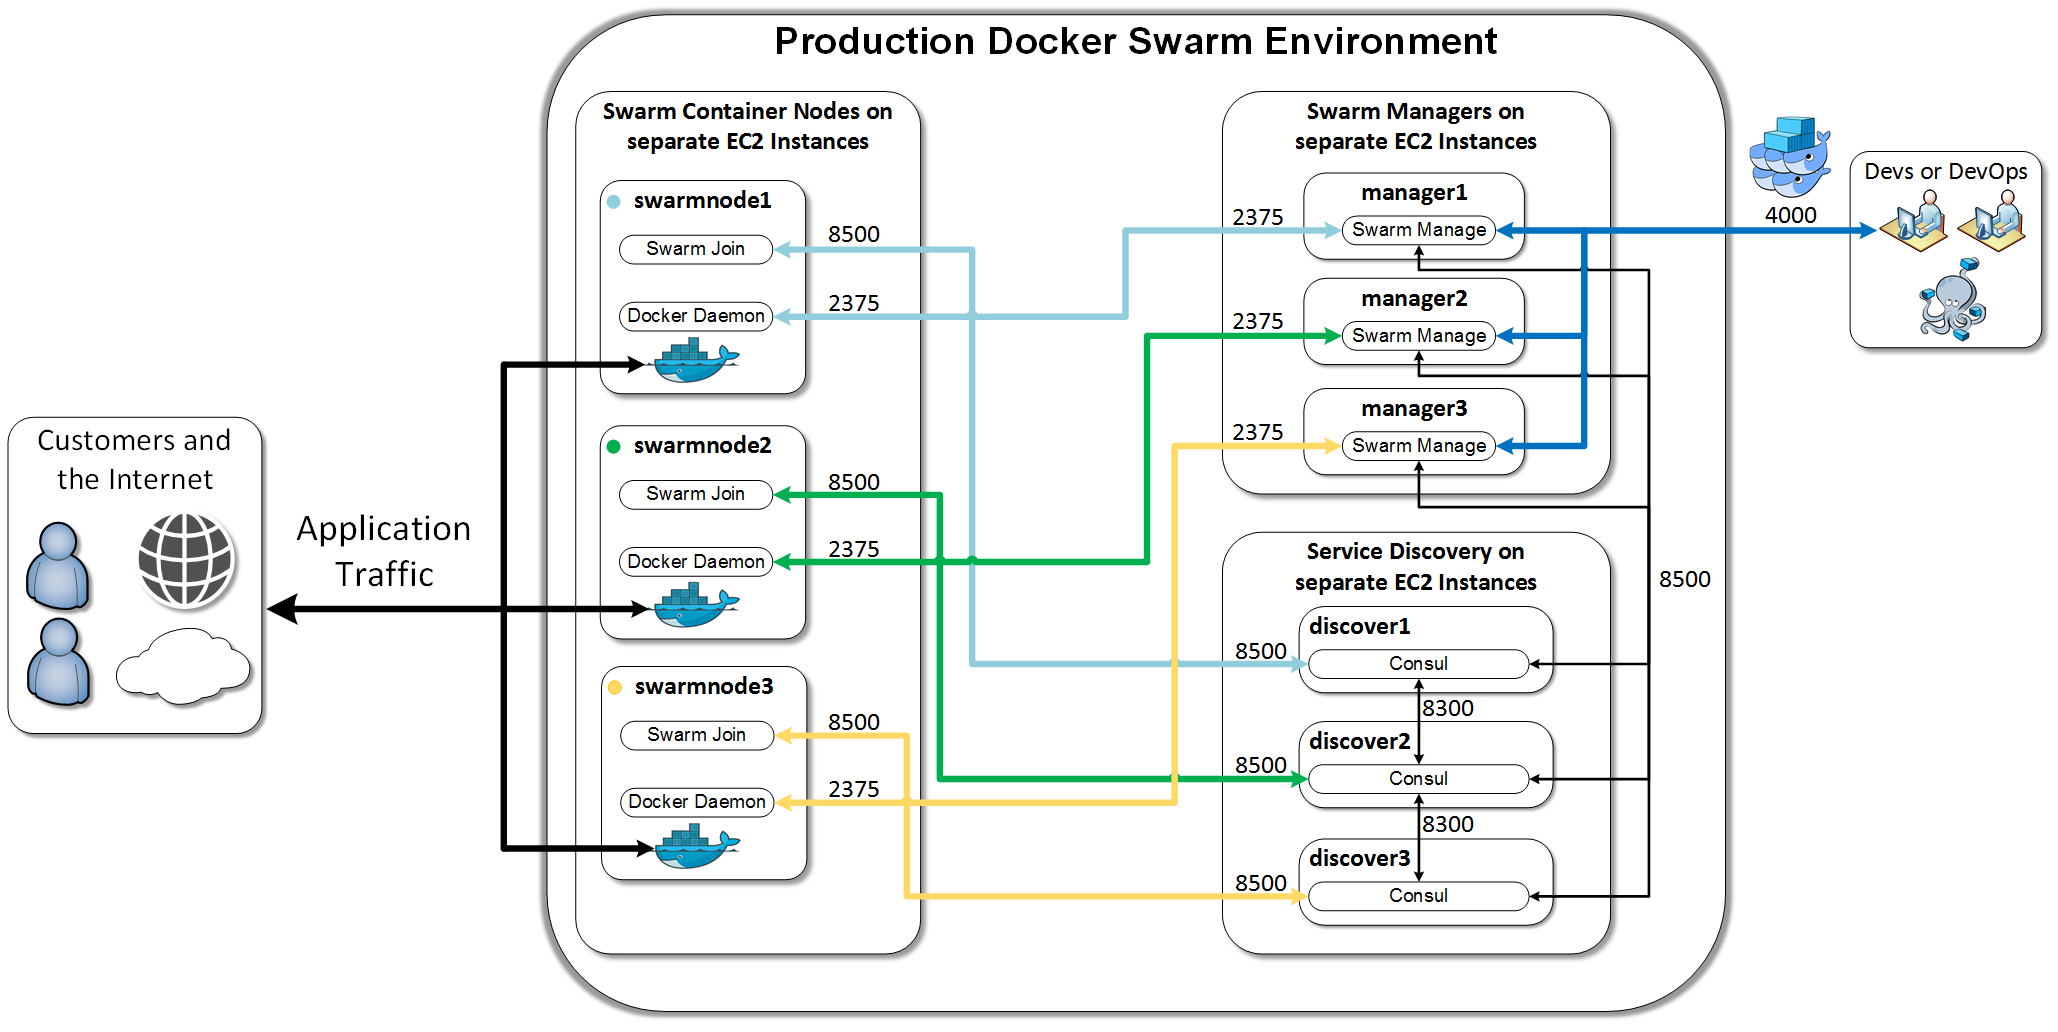 Production Docker Swarm Environment
Customers and
the Internet
Application
Traffic
Swarm Container Nodes on
separate EC2 Instances
swarmnode1
Swarm Join
8500
Docker Daemon
2375
swarmnode2
Swarm Join
8500
Docker Daemon
2375
swarmnode3
Swarm Join
8500
Docker Daemon
2375
Swarm Managers on
separate EC2 Instances
manager1
2375
Swarm Manage
manager2
2375
Swarm Manage
manager3
2375
Swarm Manage
Service Discovery on
separate EC2 Instances
8500
discover1
8500
Consul
8300
discover2
8500
Consul
8300
discover3
8500
Consul
4000
Devs or DevOps